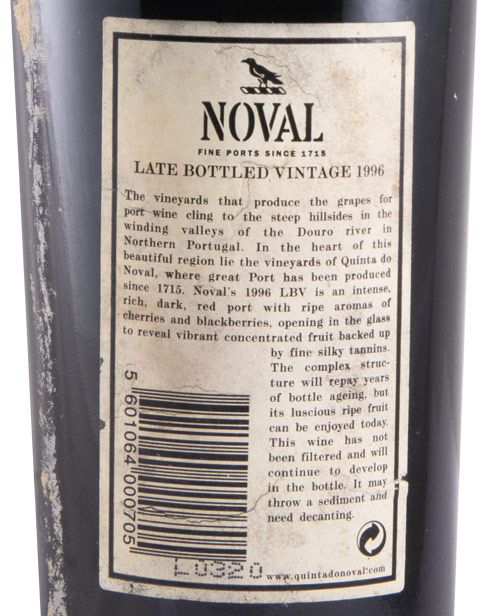 NOVAL
FINE PORTS SINCE 1715
LATE BOTTLED VINTAGE 1996
The vineyards that produce the grapes for
port wine cling to the steep hillsides in the
winding valleys of the Douro river in
Northern Portugal. In the heart of this
beautiful region lie the vineyards of Quinta do
Noval, where great Port has been produced
since 1715. Noval's 1996 LBV is an intense,
rich, dark, red port with ripe aromas of
cherries and blackberries, opening in the glass
to reveal vibrant concentrated fruit backed up
by fine silky tannins.
The complex struc-
ture will repay years
of bottle ageing, but
its luscious ripe fruit
can be enjoyed today.
This wine has not
been filtered and will
continue to develop
in the bottle. It may
throw a sediment and
need decanting.
5 601064 000705
L0320
www.quintadonoval.com